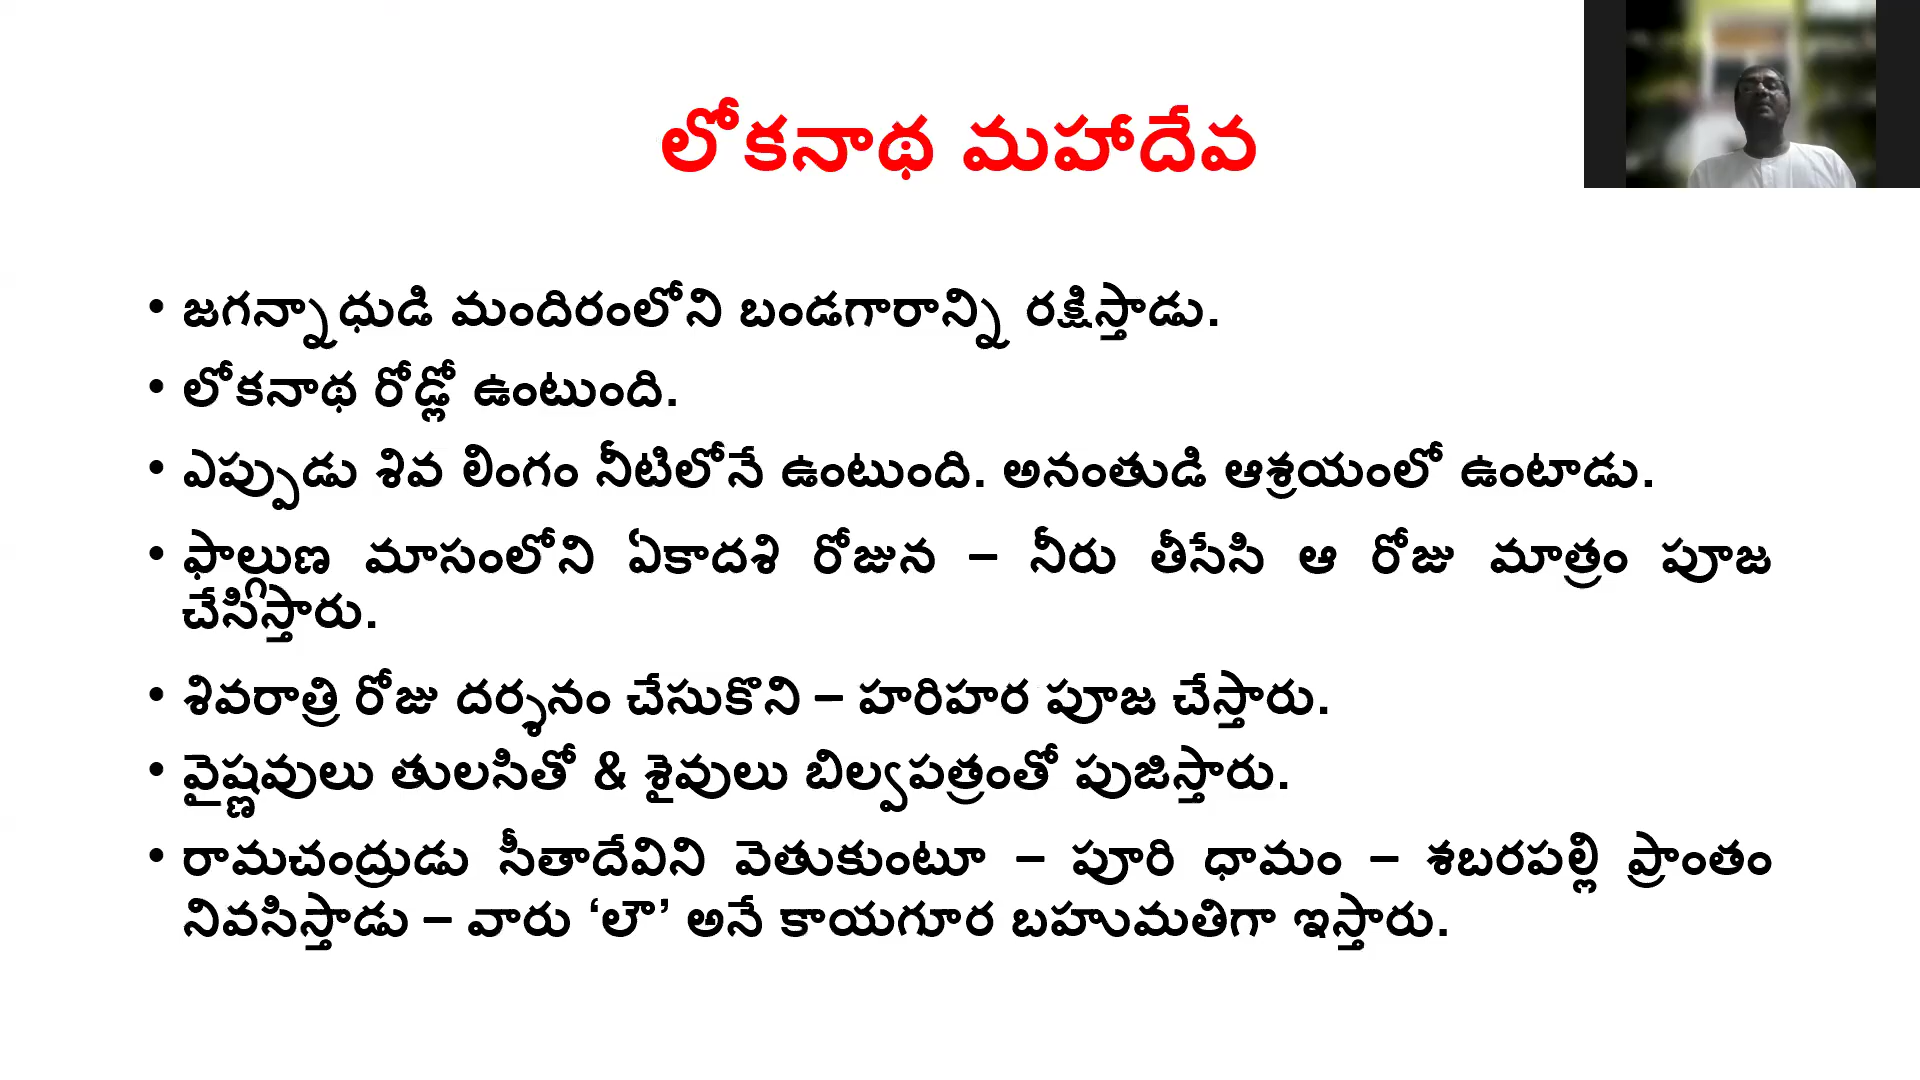 లోకనాథ మహాదేవ
• జగన్నాధుడి మందిరంలోని బండగారాన్ని రక్షిస్తాడు.
• లోకనాథ రోడ్లో ఉంటుంది.
• ఎప్పుడు శివ లింగం నీటిలోనే ఉంటుంది. అనంతుడి ఆశ్రయంలో ఉంటాడు.
• ఫాల్గుణ మాసంలోని ఏకాదశి రోజున – నీరు తీసేసి ఆ రోజు మాత్రం పూజ
చేసిస్తారు.
• శివరాత్రి రోజు దర్శనం చేసుకొని – హరిహర పూజ చేస్తారు.
• వైష్ణవులు తులసితో & శైవులు బిల్వపత్రంతో పుజిస్తారు.
• రామచంద్రుడు సీతాదేవిని వెతుకుంటూ – పూరి ధామం – శబరపల్లి ప్రాంతం
నివసిస్తాడు – వారు ‘లౌ’ అనే కాయగూర బహుమతిగా ఇస్తారు.